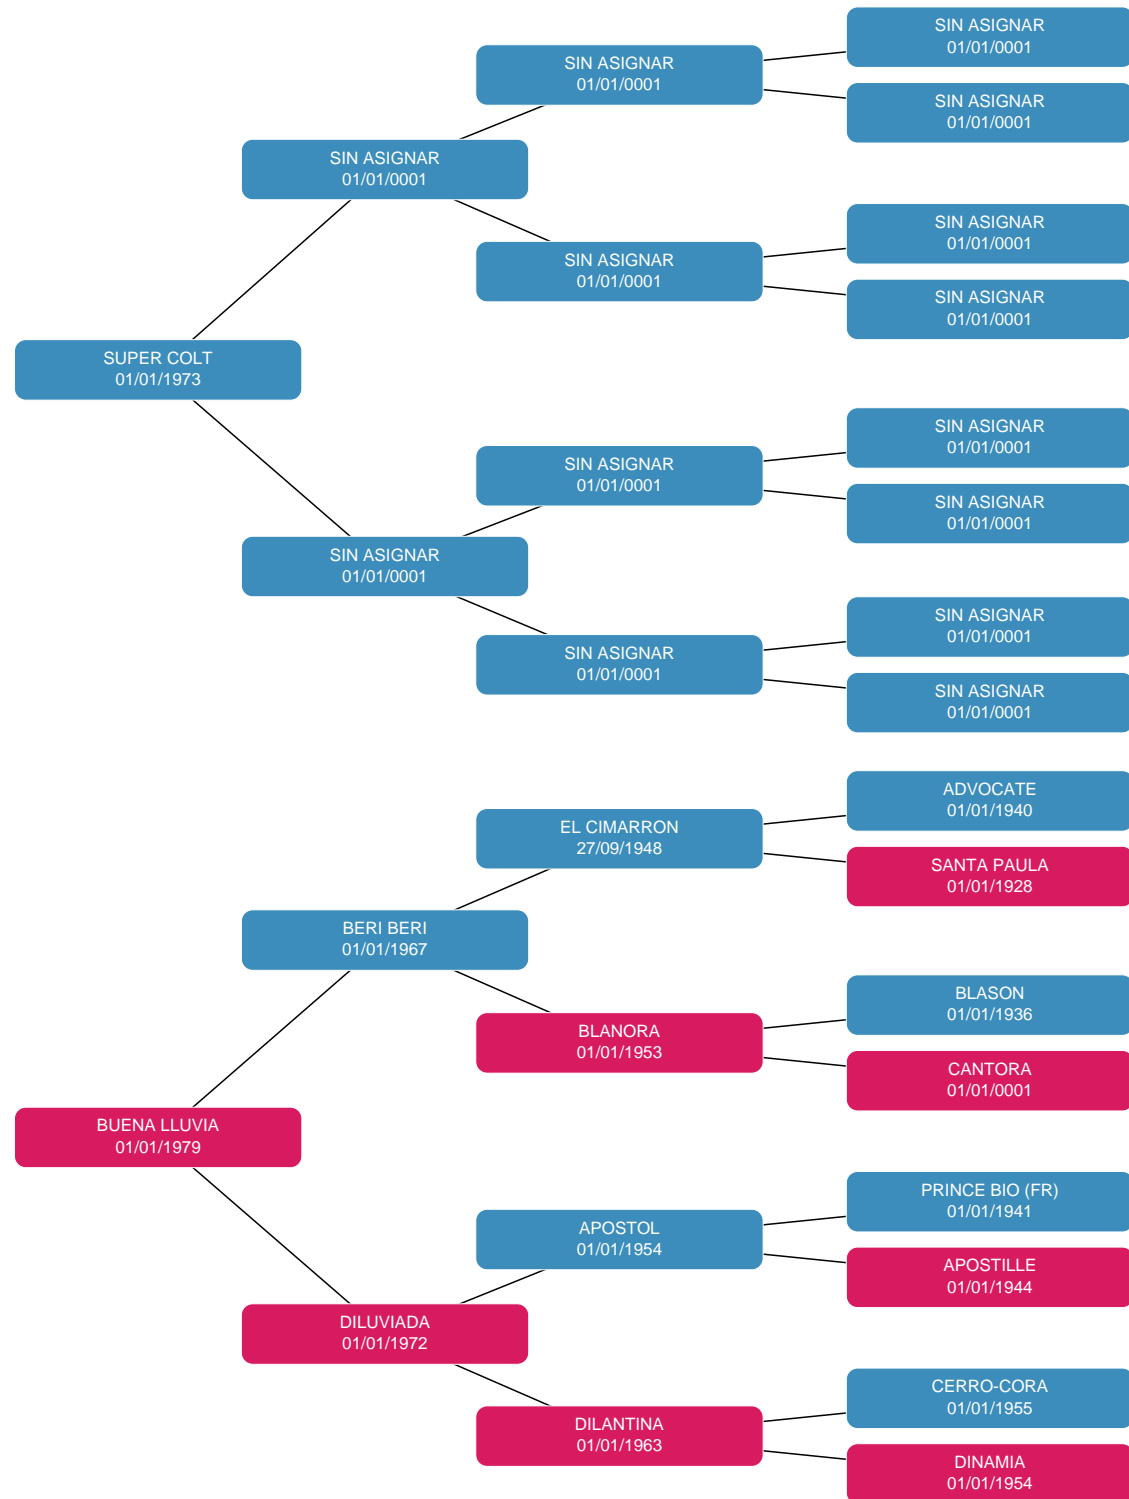 SIN ASIGNAR
01/01/0001
SIN ASIGNAR
01/01/0001
SIN ASIGNAR
01/01/0001
SIN ASIGNAR
01/01/0001
SIN ASIGNAR
01/01/0001
SIN ASIGNAR
01/01/0001
SIN ASIGNAR
01/01/0001
SUPER COLT
01/01/1973
SIN ASIGNAR
01/01/0001
SIN ASIGNAR
01/01/0001
SIN ASIGNAR
01/01/0001
SIN ASIGNAR
01/01/0001
SIN ASIGNAR
01/01/0001
SIN ASIGNAR
01/01/0001
SIN ASIGNAR
01/01/0001
ADVOCATE
01/01/1940
EL CIMARRON
27/09/1948
SANTA PAULA
01/01/1928
BERI BERI
01/01/1967
BLASON
01/01/1936
BLANORA
01/01/1953
CANTORA
01/01/0001
BUENA LLUVIA
01/01/1979
PRINCE BIO (FR)
01/01/1941
APOSTOL
01/01/1954
APOSTILLE
01/01/1944
DILUVIADA
01/01/1972
CERRO-CORA
01/01/1955
DILANTINA
01/01/1963
DINAMIA
01/01/1954